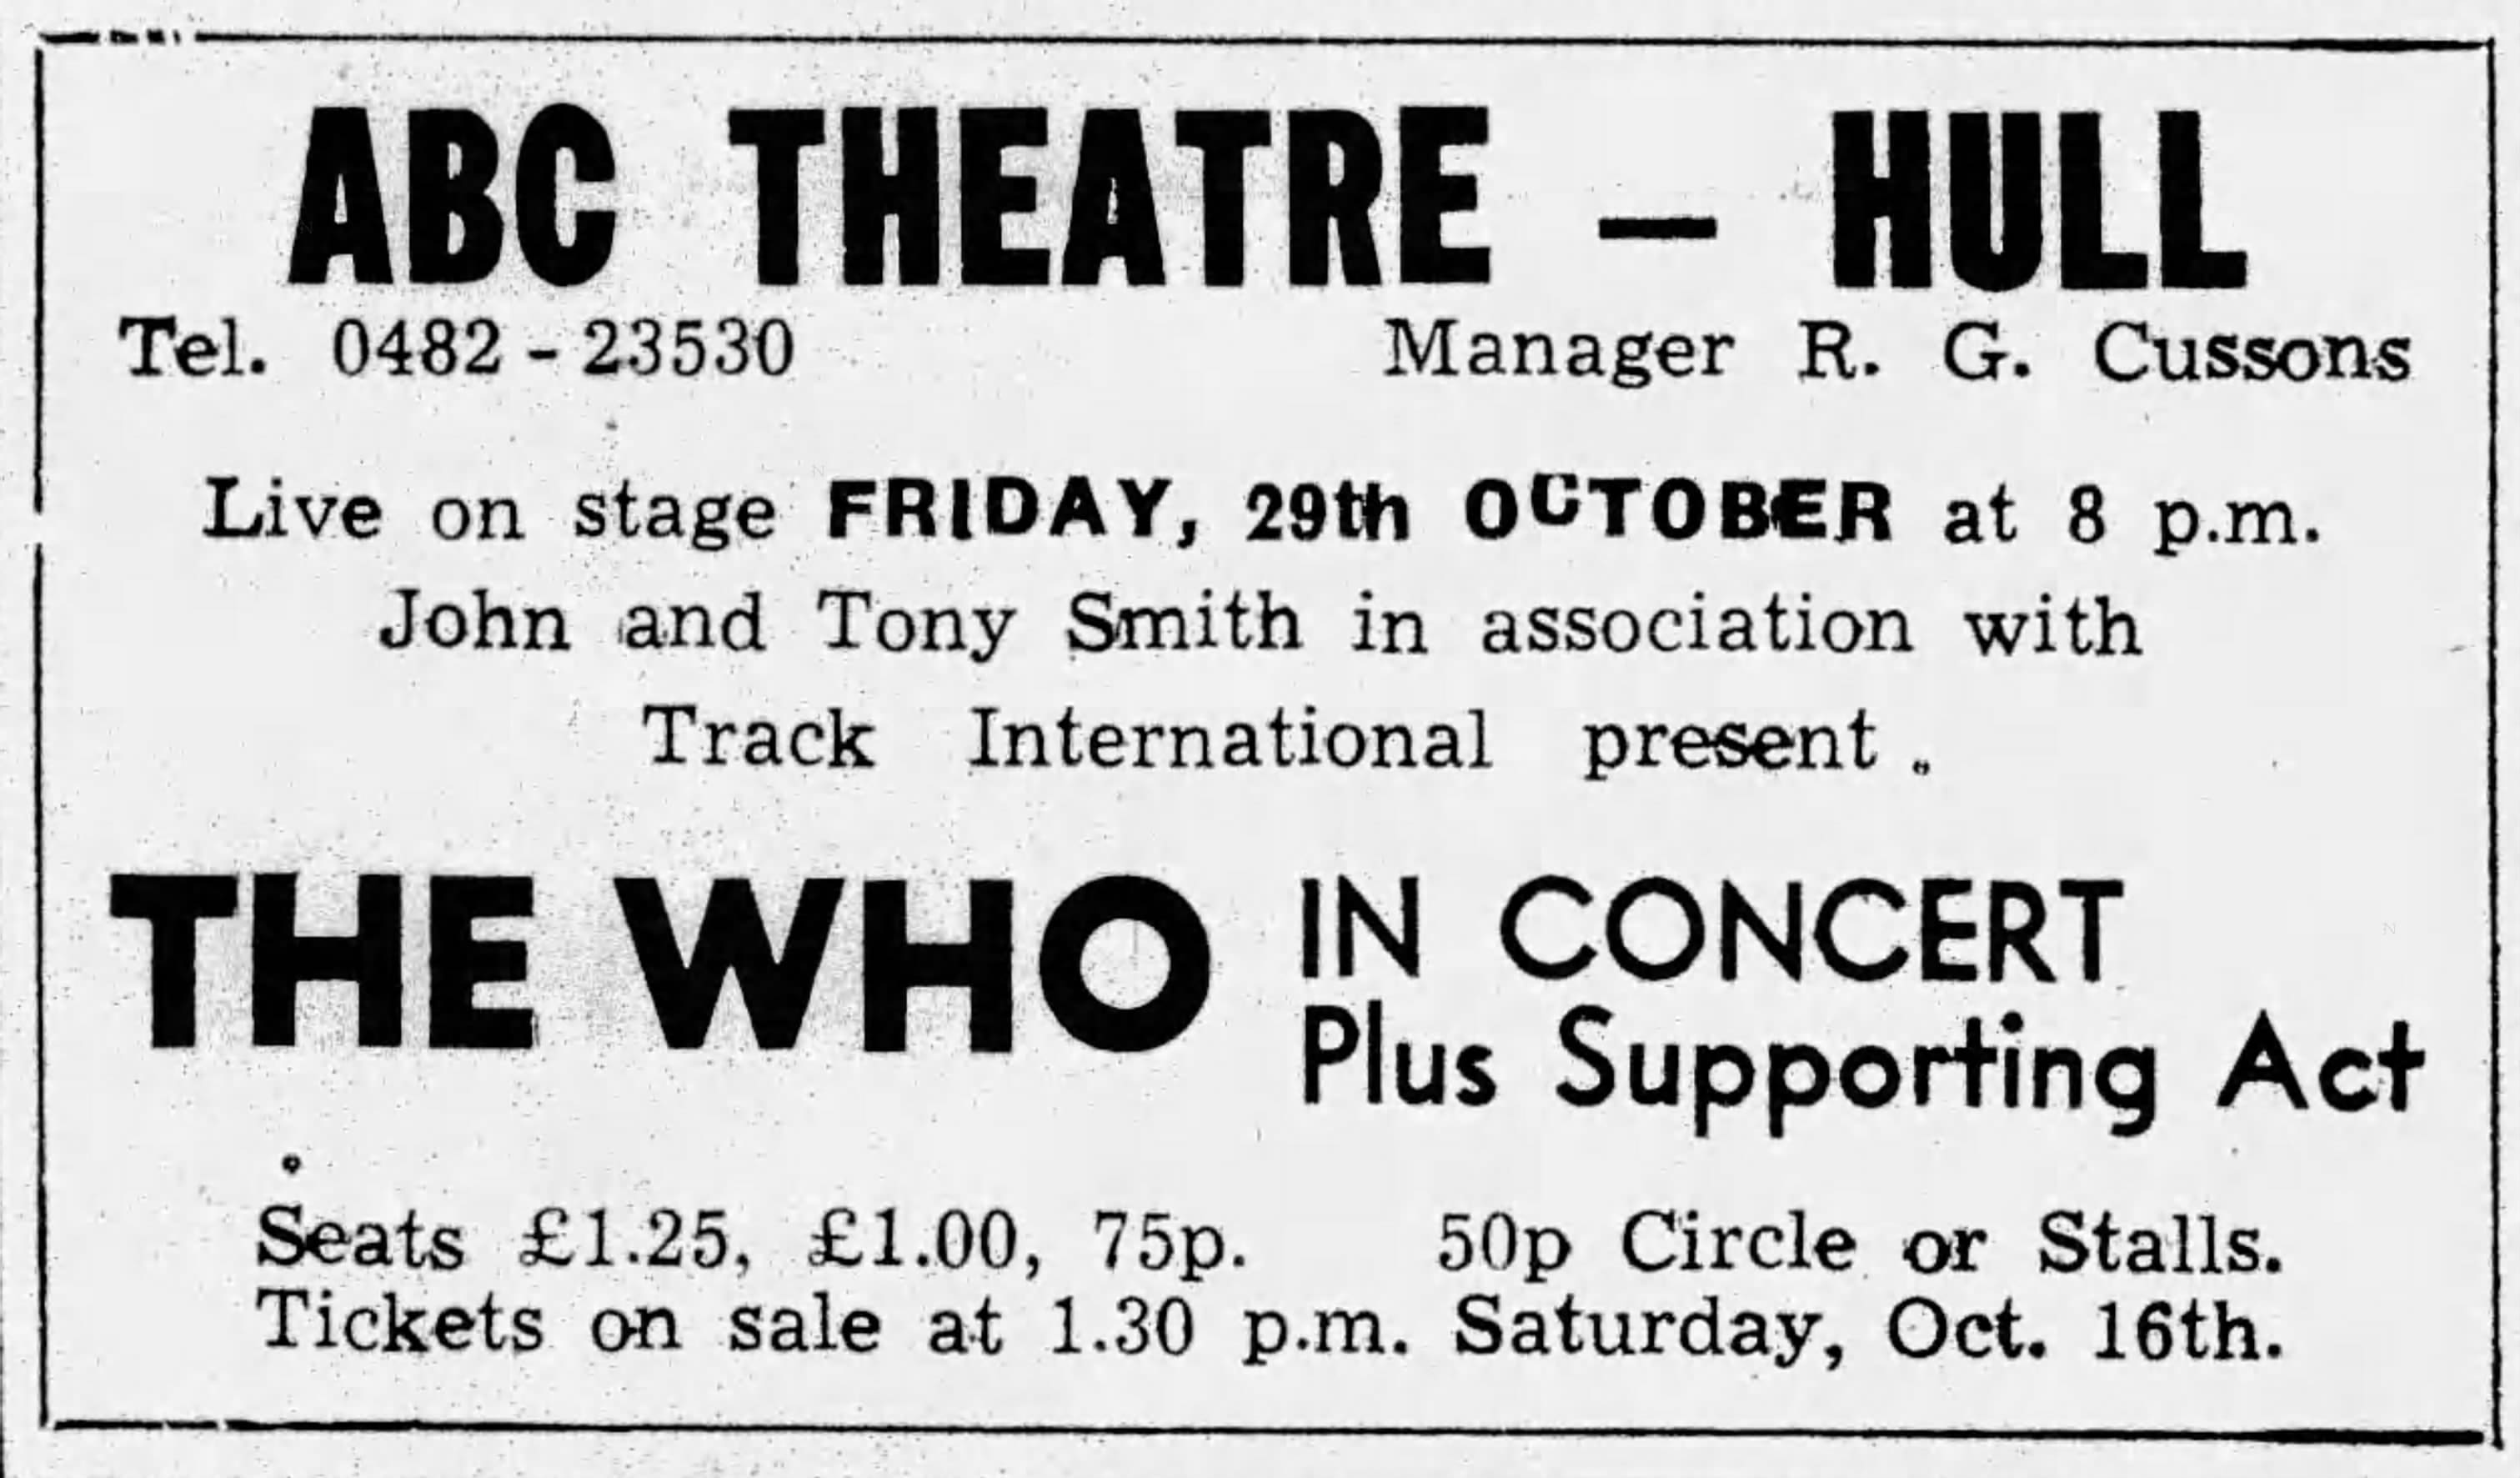 ABC THEATRE – HULL
Tel. 0482 - 23530 Manager R. G. Cussons
Live on stage FRIDAY, 29th OCTOBER at 8 p.m.
John and Tony Smith in association with
Track International present .
THE WHO IN CONCERT
Plus Supporting Act
Seats £1.25, £1.00, 75p. 50p Circle or Stalls.
Tickets on sale at 1.30 p.m. Saturday, Oct. 16th.